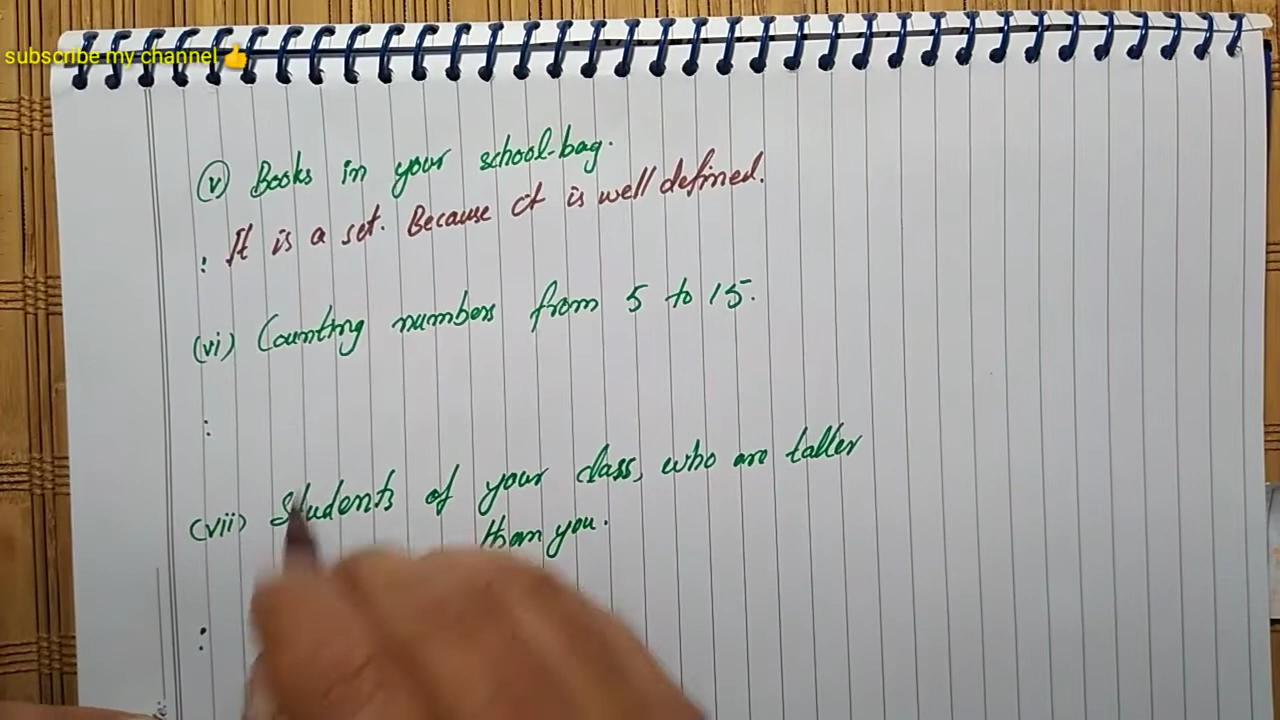 subscribe my channel 👍
(v) Books in your school-bag.
: It is a set. Because it is well defined.
(vi) Counting numbers from 5 to 15.
:
(vii) Students of your class, who are taller
than you.
: